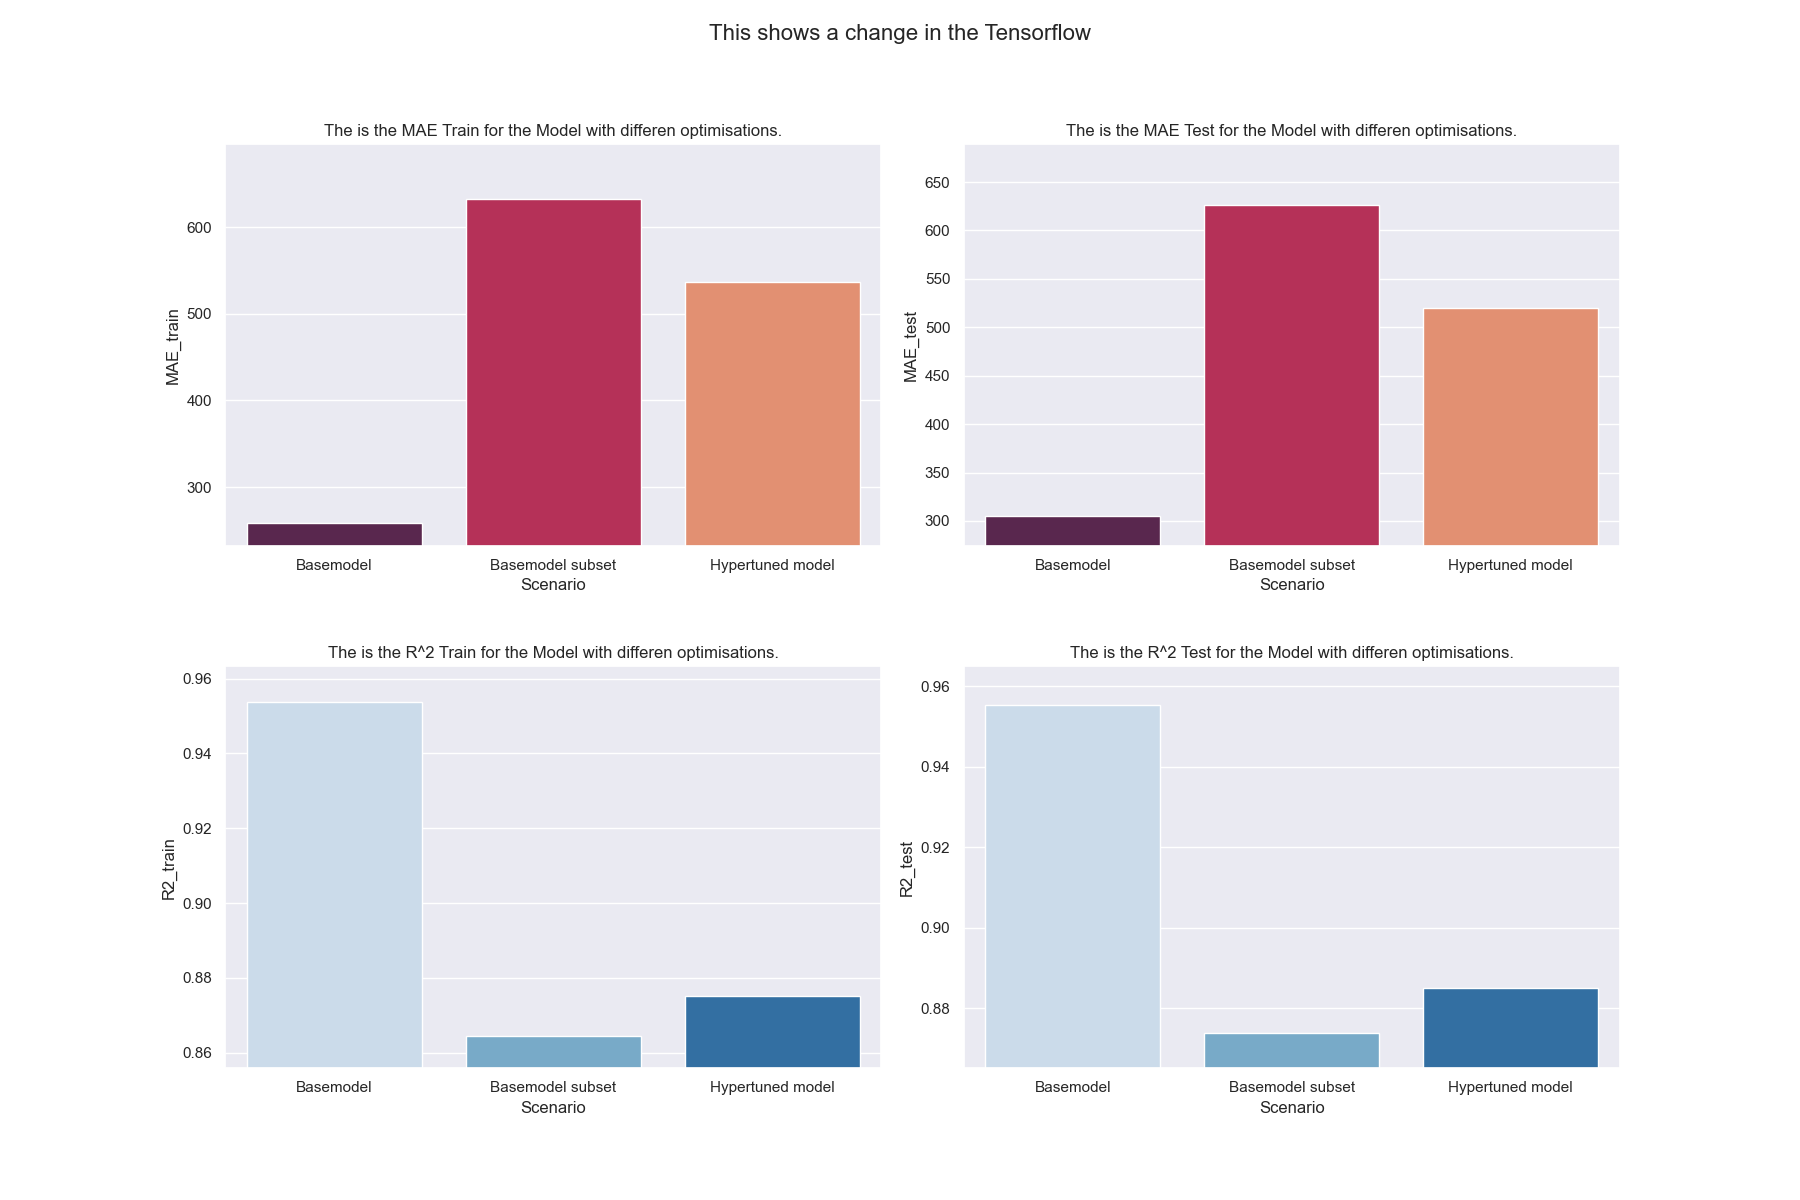 This shows a change in the Tensorflow
The is the MAE Train for the Model with differen optimisations.
MAE_train
600
500
400
300
Basemodel
Basemodel subset
Hypertuned model
Scenario
The is the MAE Test for the Model with differen optimisations.
MAE_test
650
600
550
500
450
400
350
300
Basemodel
Basemodel subset
Hypertuned model
Scenario
The is the R^2 Train for the Model with differen optimisations.
R2_train
0.96
0.94
0.92
0.90
0.88
0.86
Basemodel
Basemodel subset
Hypertuned model
Scenario
The is the R^2 Test for the Model with differen optimisations.
R2_test
0.96
0.94
0.92
0.90
0.88
Basemodel
Basemodel subset
Hypertuned model
Scenario